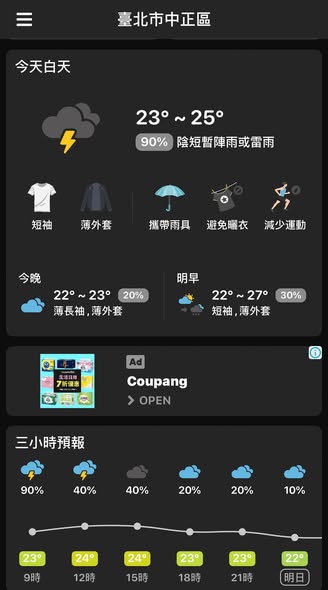 臺北市中正區
今天白天
23° ~ 25°
90% 陰短暫陣雨或雷雨
短袖 薄外套 攜帶雨具 避免曬衣 減少運動
今晚
22° ~ 23° 20%
薄長袖 , 薄外套
明早
22° ~ 27° 30%
短袖 , 薄外套
7折優惠
Ad
Coupang
OPEN
三小時預報
90% 40% 40% 20% 20% 10%
23° 24° 24° 23° 23° 22°
9時 12時 15時 18時 21時 明日